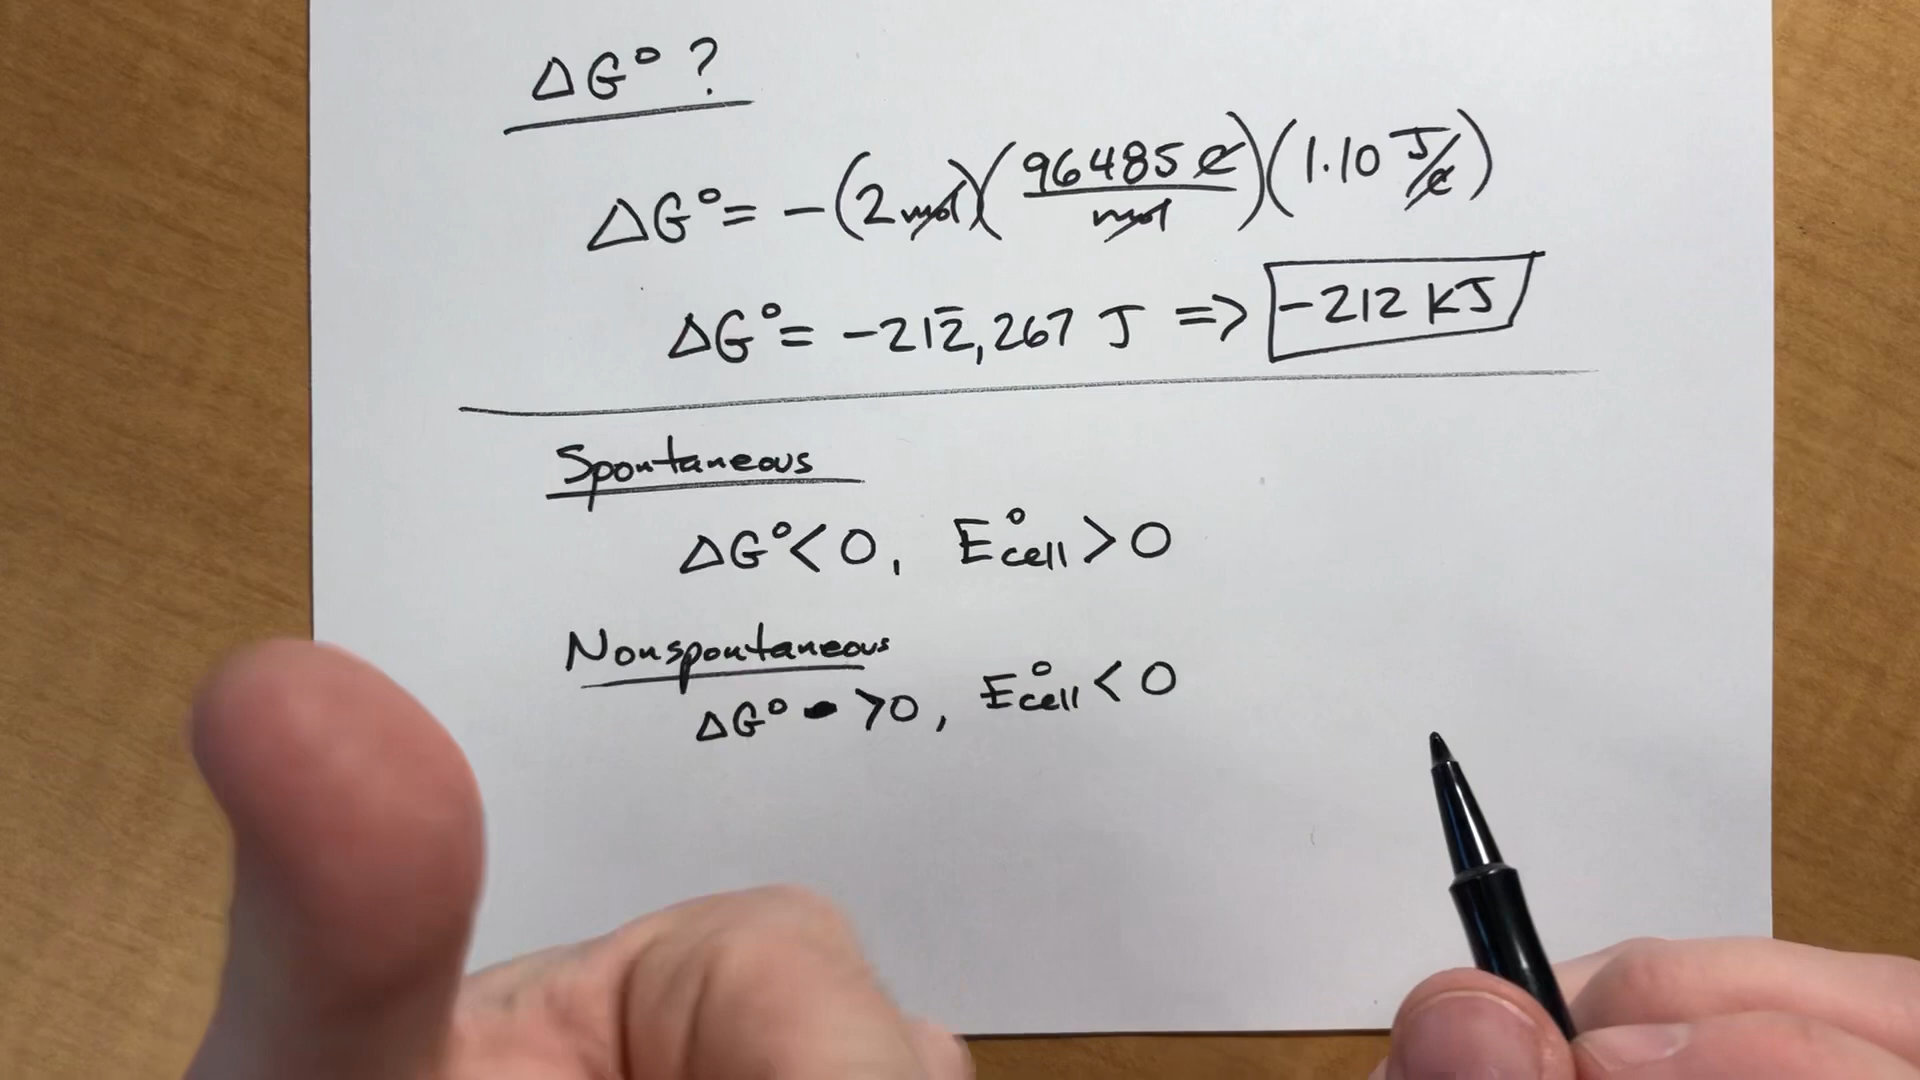 ΔG° ?
ΔG° = -(2 mol)(96485 C/mol)(1.10 J/C)
ΔG° = -212̄,267 J => -212 KJ
Spontaneous
ΔG° < 0, E°cell > 0
Nonspontaneous
ΔG° > 0, E°cell < 0